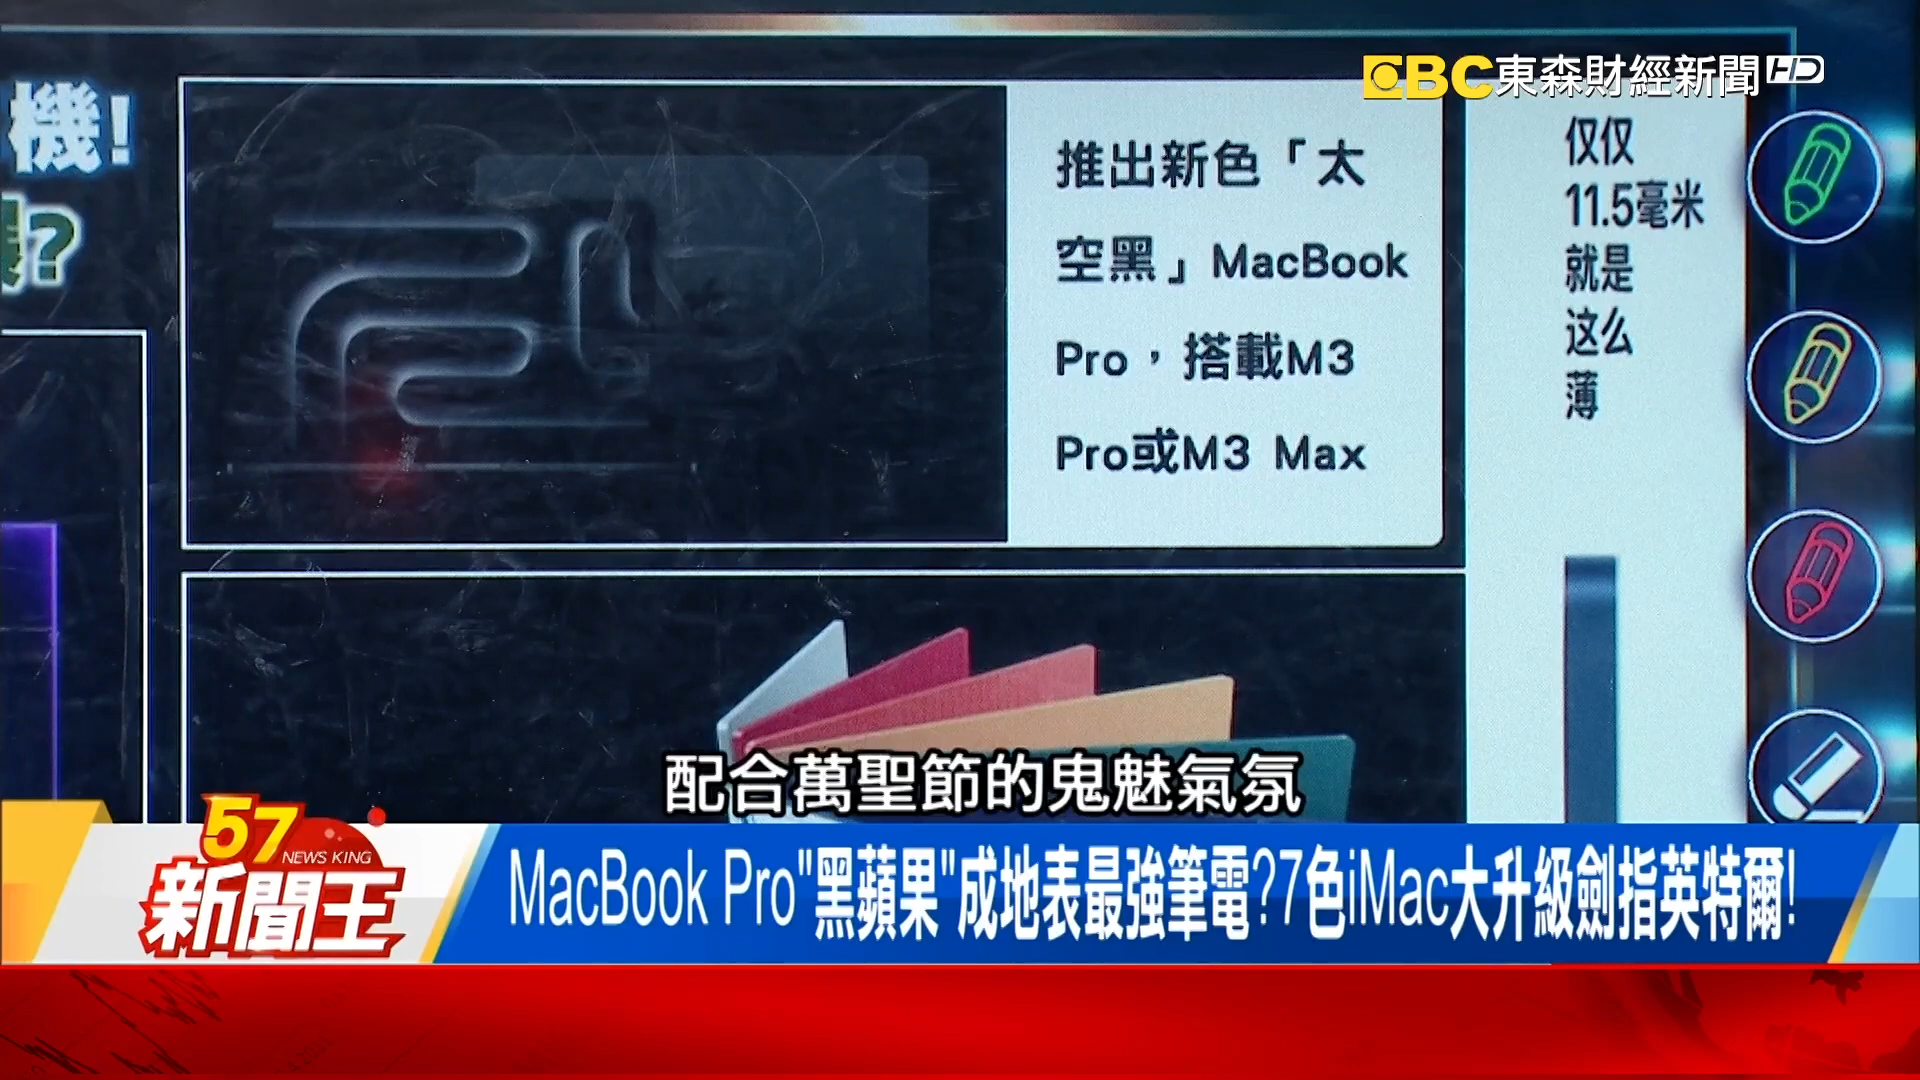 EBC東森財經新聞HD
機!
?
推出新色「太
空黑」MacBook
Pro，搭載M3
Pro或M3 Max
仅仅
11.5毫米
就是
这么
薄
配合萬聖節的鬼魅氣氛
57
NEWS KING
新聞王
MacBook Pro"黑蘋果"成地表最強筆電?7色iMac大升級劍指英特爾!